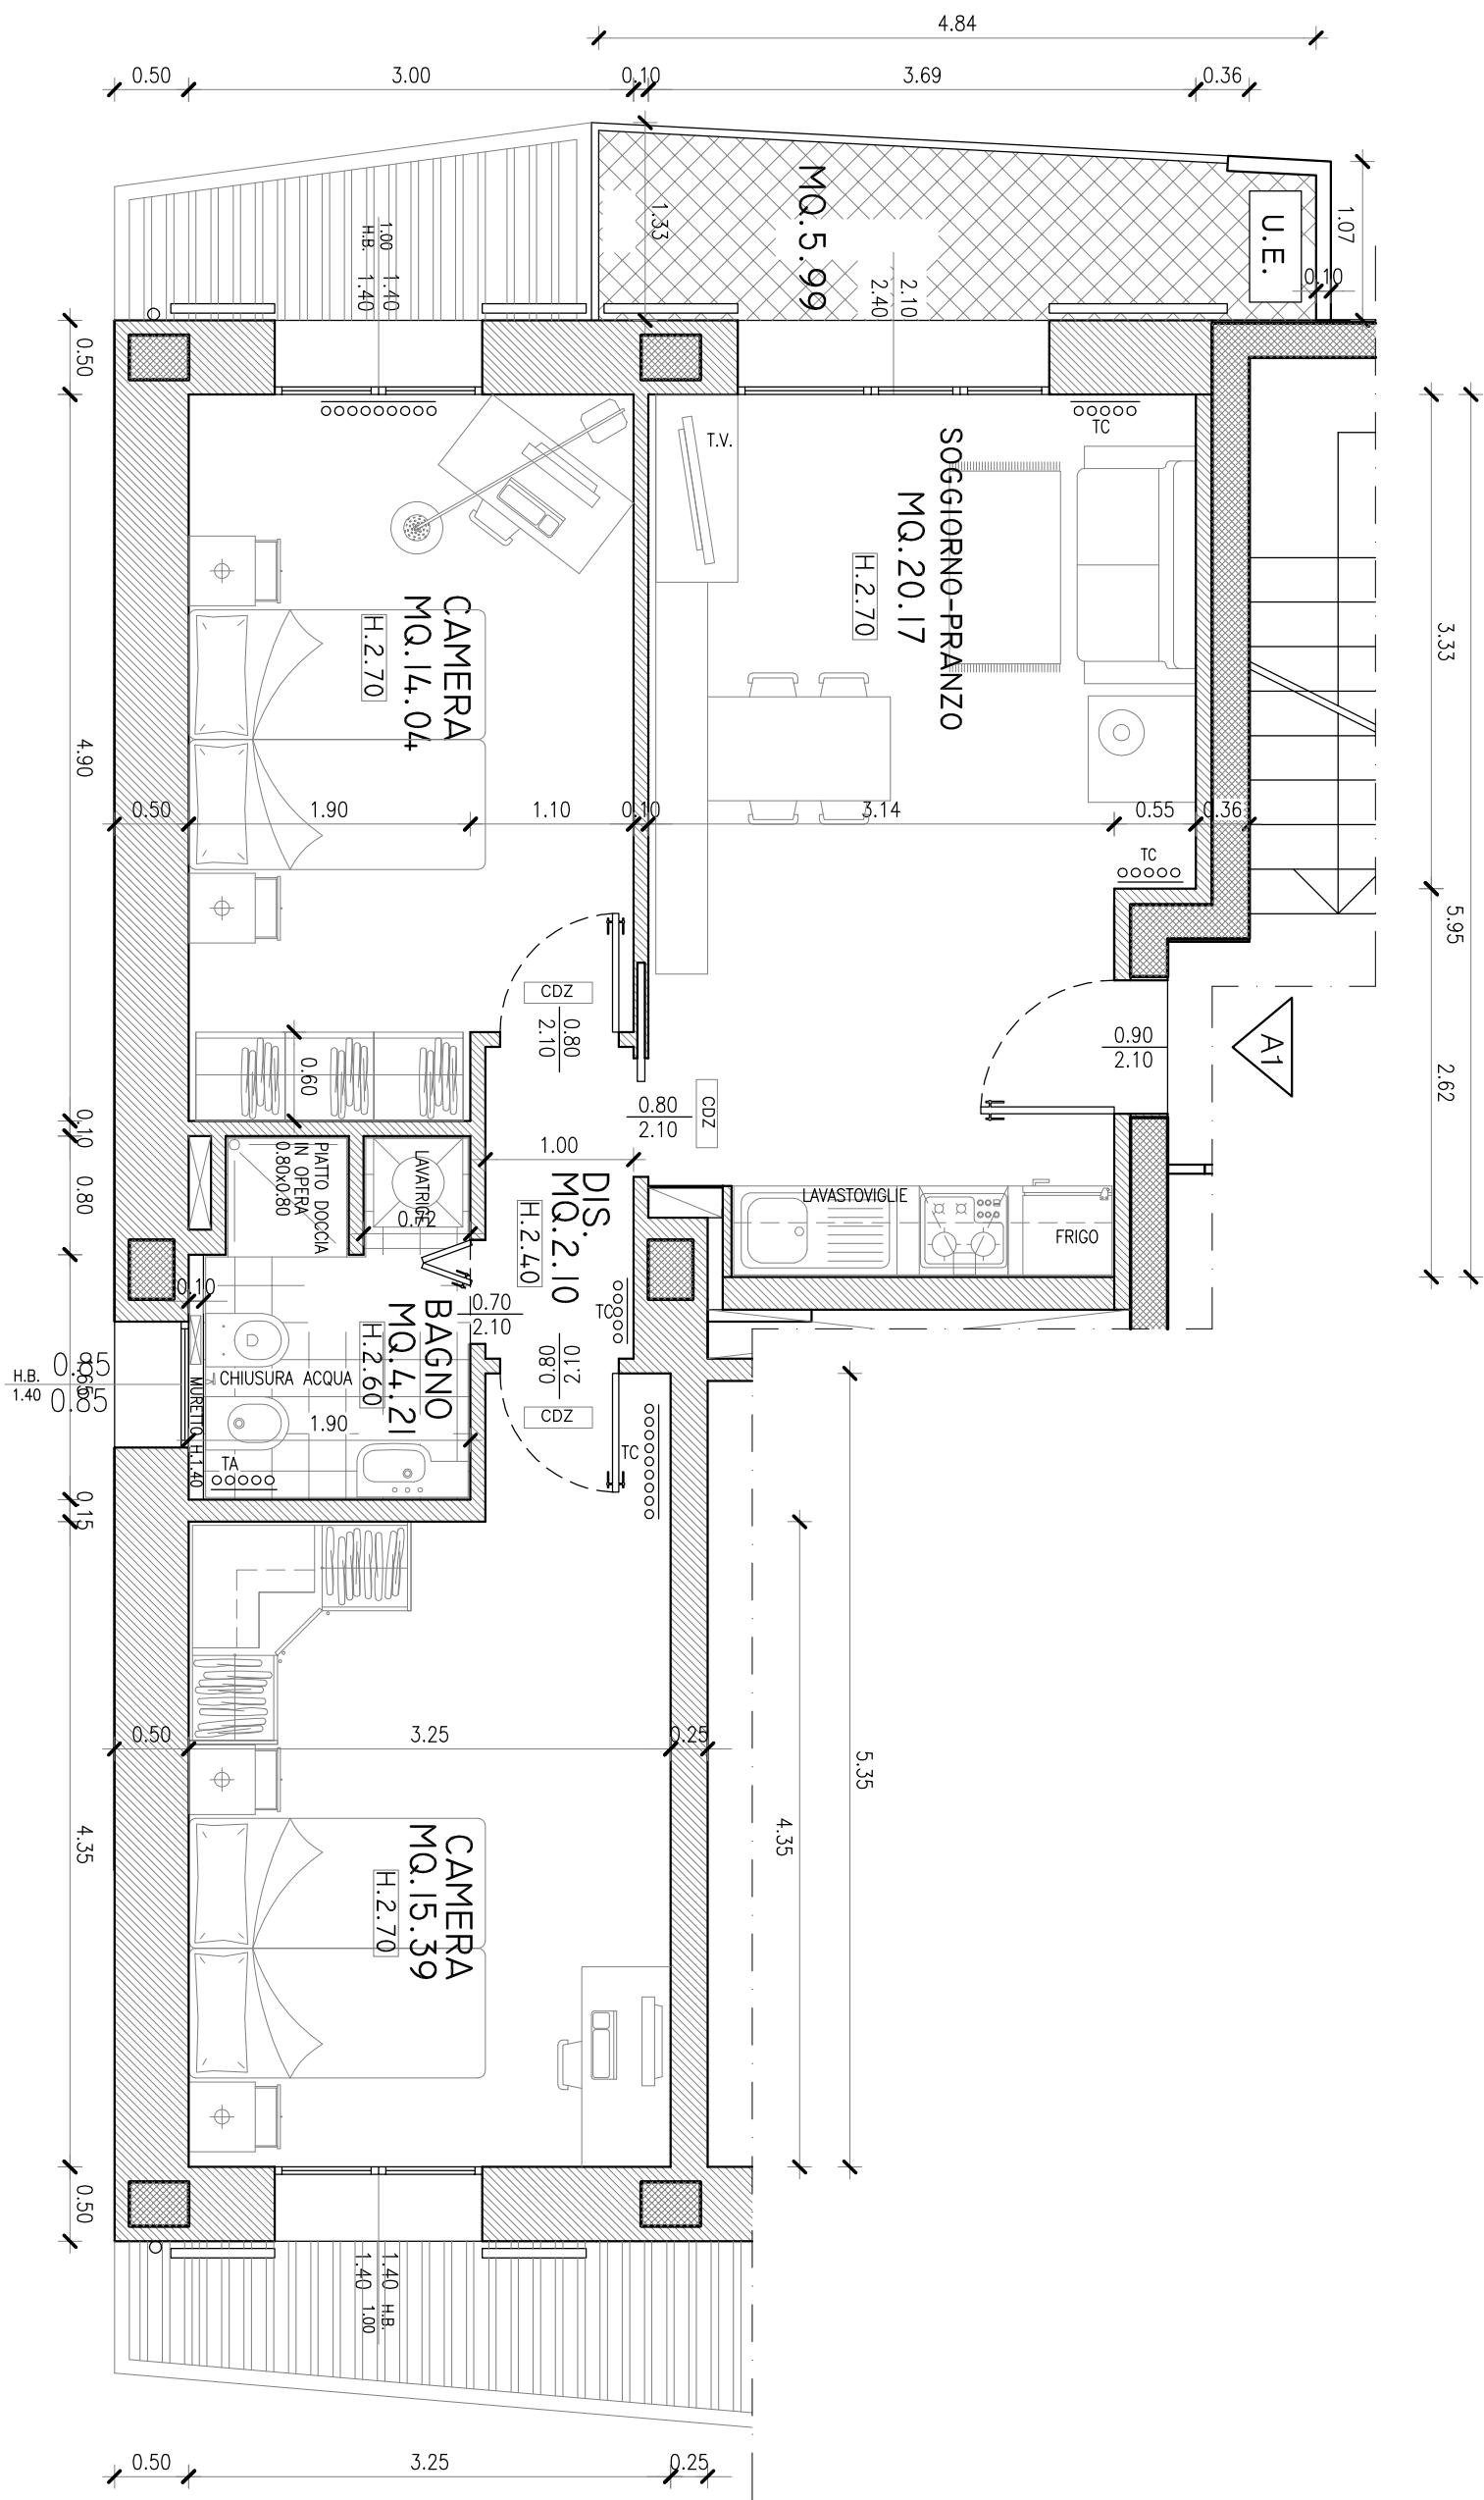 4.84
0.50
3.00
0.10
3.69
0.36
MQ.5.99
U.E.
1.07
0.10
1.33
1.00
H.B.
1.40
1.40
2.10
2.40
0.50
T.V.
TC
SOGGIORNO-PRANZO
MQ.20.17
H.2.70
CAMERA
MQ.14.04
H.2.70
3.33
5.95
2.62
4.90
0.50
1.90
1.10
0.10
3.14
0.55
0.36
TC
CDZ
0.80
2.10
0.60
CDZ
0.80
2.10
0.90
2.10
A1
0.10
0.80
1.00
PIATTO DOCCIA
IN OPERA
0.80x0.80
LAVATRICE
0.72
DIS.
MQ.2.10
H.2.40
LAVASTOVIGLIE
FRIGO
0.10
TC
0.70
2.10
BAGNO
MQ.4.21
H.2.60
2.10
0.80
CDZ
H.B.
1.40
0.65
0.65
1.65
CHIUSURA ACQUA
MURETTO H.1.40
1.90
TA
TC
0.15
0.50
3.25
0.25
5.35
4.35
4.35
CAMERA
MQ.15.39
H.2.70
0.50
1.40
H.B.
1.40
1.00
0.50
3.25
0.25